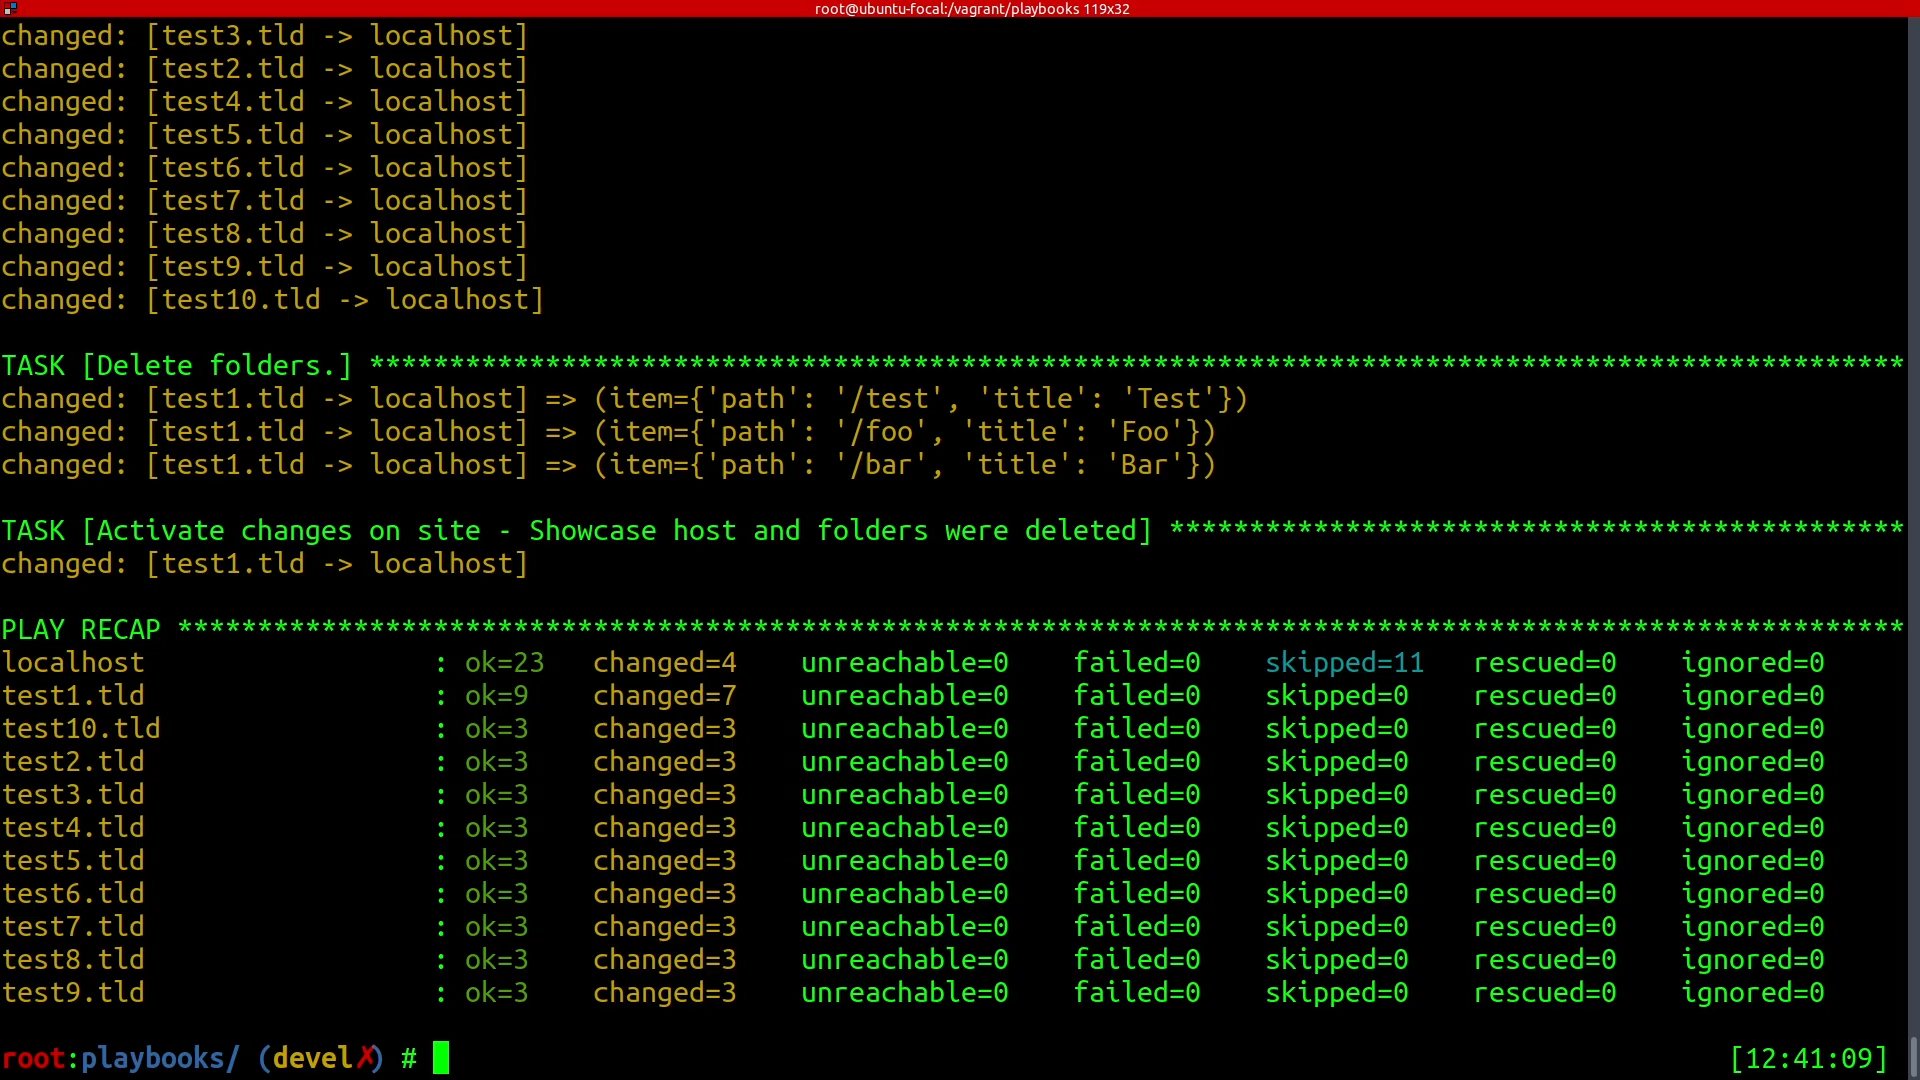 root@ubuntu-focal:/vagrant/playbooks 119x32
changed: [test3.tld -> localhost]
changed: [test2.tld -> localhost]
changed: [test4.tld -> localhost]
changed: [test5.tld -> localhost]
changed: [test6.tld -> localhost]
changed: [test7.tld -> localhost]
changed: [test8.tld -> localhost]
changed: [test9.tld -> localhost]
changed: [test10.tld -> localhost]
TASK [Delete folders.] ************************************************************************************************
changed: [test1.tld -> localhost] => (item={'path': '/test', 'title': 'Test'})
changed: [test1.tld -> localhost] => (item={'path': '/foo', 'title': 'Foo'})
changed: [test1.tld -> localhost] => (item={'path': '/bar', 'title': 'Bar'})
TASK [Activate changes on site - Showcase host and folders were deleted] **********************************************
changed: [test1.tld -> localhost]
PLAY RECAP ************************************************************************************************************
localhost                  : ok=23   changed=4    unreachable=0    failed=0    skipped=11   rescued=0    ignored=0
test1.tld                  : ok=9    changed=7    unreachable=0    failed=0    skipped=0    rescued=0    ignored=0
test10.tld                 : ok=3    changed=3    unreachable=0    failed=0    skipped=0    rescued=0    ignored=0
test2.tld                  : ok=3    changed=3    unreachable=0    failed=0    skipped=0    rescued=0    ignored=0
test3.tld                  : ok=3    changed=3    unreachable=0    failed=0    skipped=0    rescued=0    ignored=0
test4.tld                  : ok=3    changed=3    unreachable=0    failed=0    skipped=0    rescued=0    ignored=0
test5.tld                  : ok=3    changed=3    unreachable=0    failed=0    skipped=0    rescued=0    ignored=0
test6.tld                  : ok=3    changed=3    unreachable=0    failed=0    skipped=0    rescued=0    ignored=0
test7.tld                  : ok=3    changed=3    unreachable=0    failed=0    skipped=0    rescued=0    ignored=0
test8.tld                  : ok=3    changed=3    unreachable=0    failed=0    skipped=0    rescued=0    ignored=0
test9.tld                  : ok=3    changed=3    unreachable=0    failed=0    skipped=0    rescued=0    ignored=0
root:playbooks/ (devel✗) # [12:41:09]